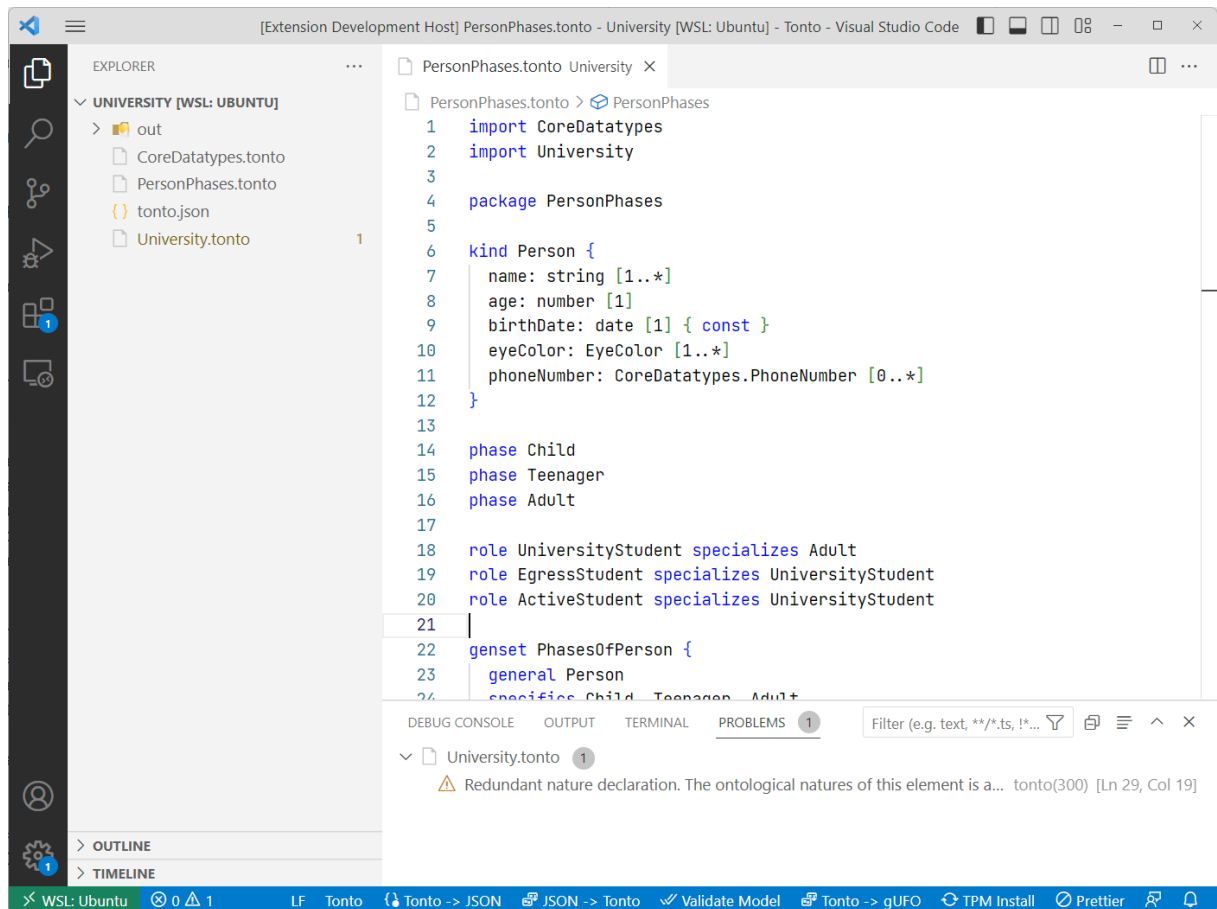 [Extension Development Host] PersonPhases.tonto - University [WSL: Ubuntu] - Tonto - Visual Studio Code
EXPLORER
UNIVERSITY [WSL: UBUNTU]
out
CoreDatatypes.tonto
PersonPhases.tonto
{} tonto.json
University.tonto 1
1
OUTLINE
TIMELINE
1
PersonPhases.tonto University
PersonPhases.tonto > PersonPhases
1 import CoreDatatypes
2 import University
3
4 package PersonPhases
5
6 kind Person {
7 name: string [1..*]
8 age: number [1]
9 birthDate: date [1] { const }
10 eyeColor: EyeColor [1..*]
11 phoneNumber: CoreDatatypes.PhoneNumber [0..*]
12 }
13
14 phase Child
15 phase Teenager
16 phase Adult
17
18 role UniversityStudent specializes Adult
19 role EgressStudent specializes UniversityStudent
20 role ActiveStudent specializes UniversityStudent
21
22 genset PhasesOfPerson {
23 general Person
24 specifics Child, Teenager, Adult
DEBUG CONSOLE OUTPUT TERMINAL PROBLEMS 1 Filter (e.g. text, **/*.ts, !*...
University.tonto 1
Redundant nature declaration. The ontological natures of this element is a... tonto(300) [Ln 29, Col 19]
WSL: Ubuntu 0 1 LF Tonto Tonto -> JSON JSON -> Tonto Validate Model Tonto -> gUFO TPM Install Prettier